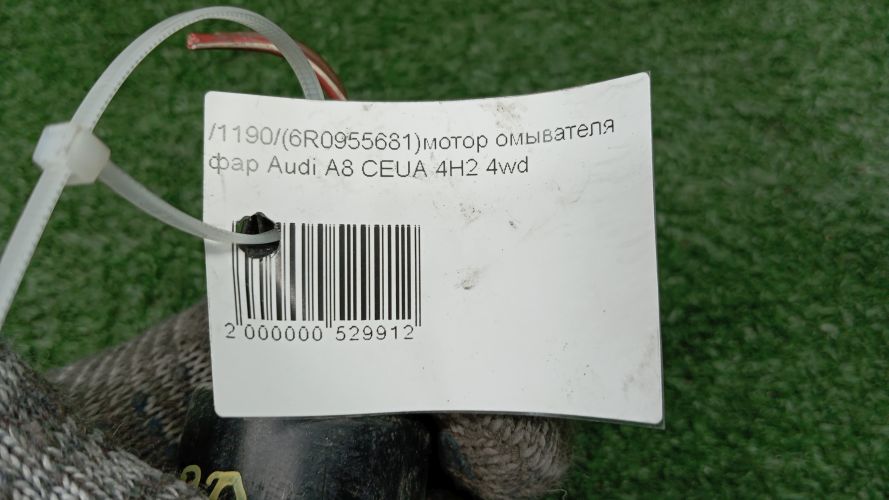 /1190/(6R0955681)мотор омывателя
фар Audi A8 CEUA 4H2 4wd
2 000000 529912